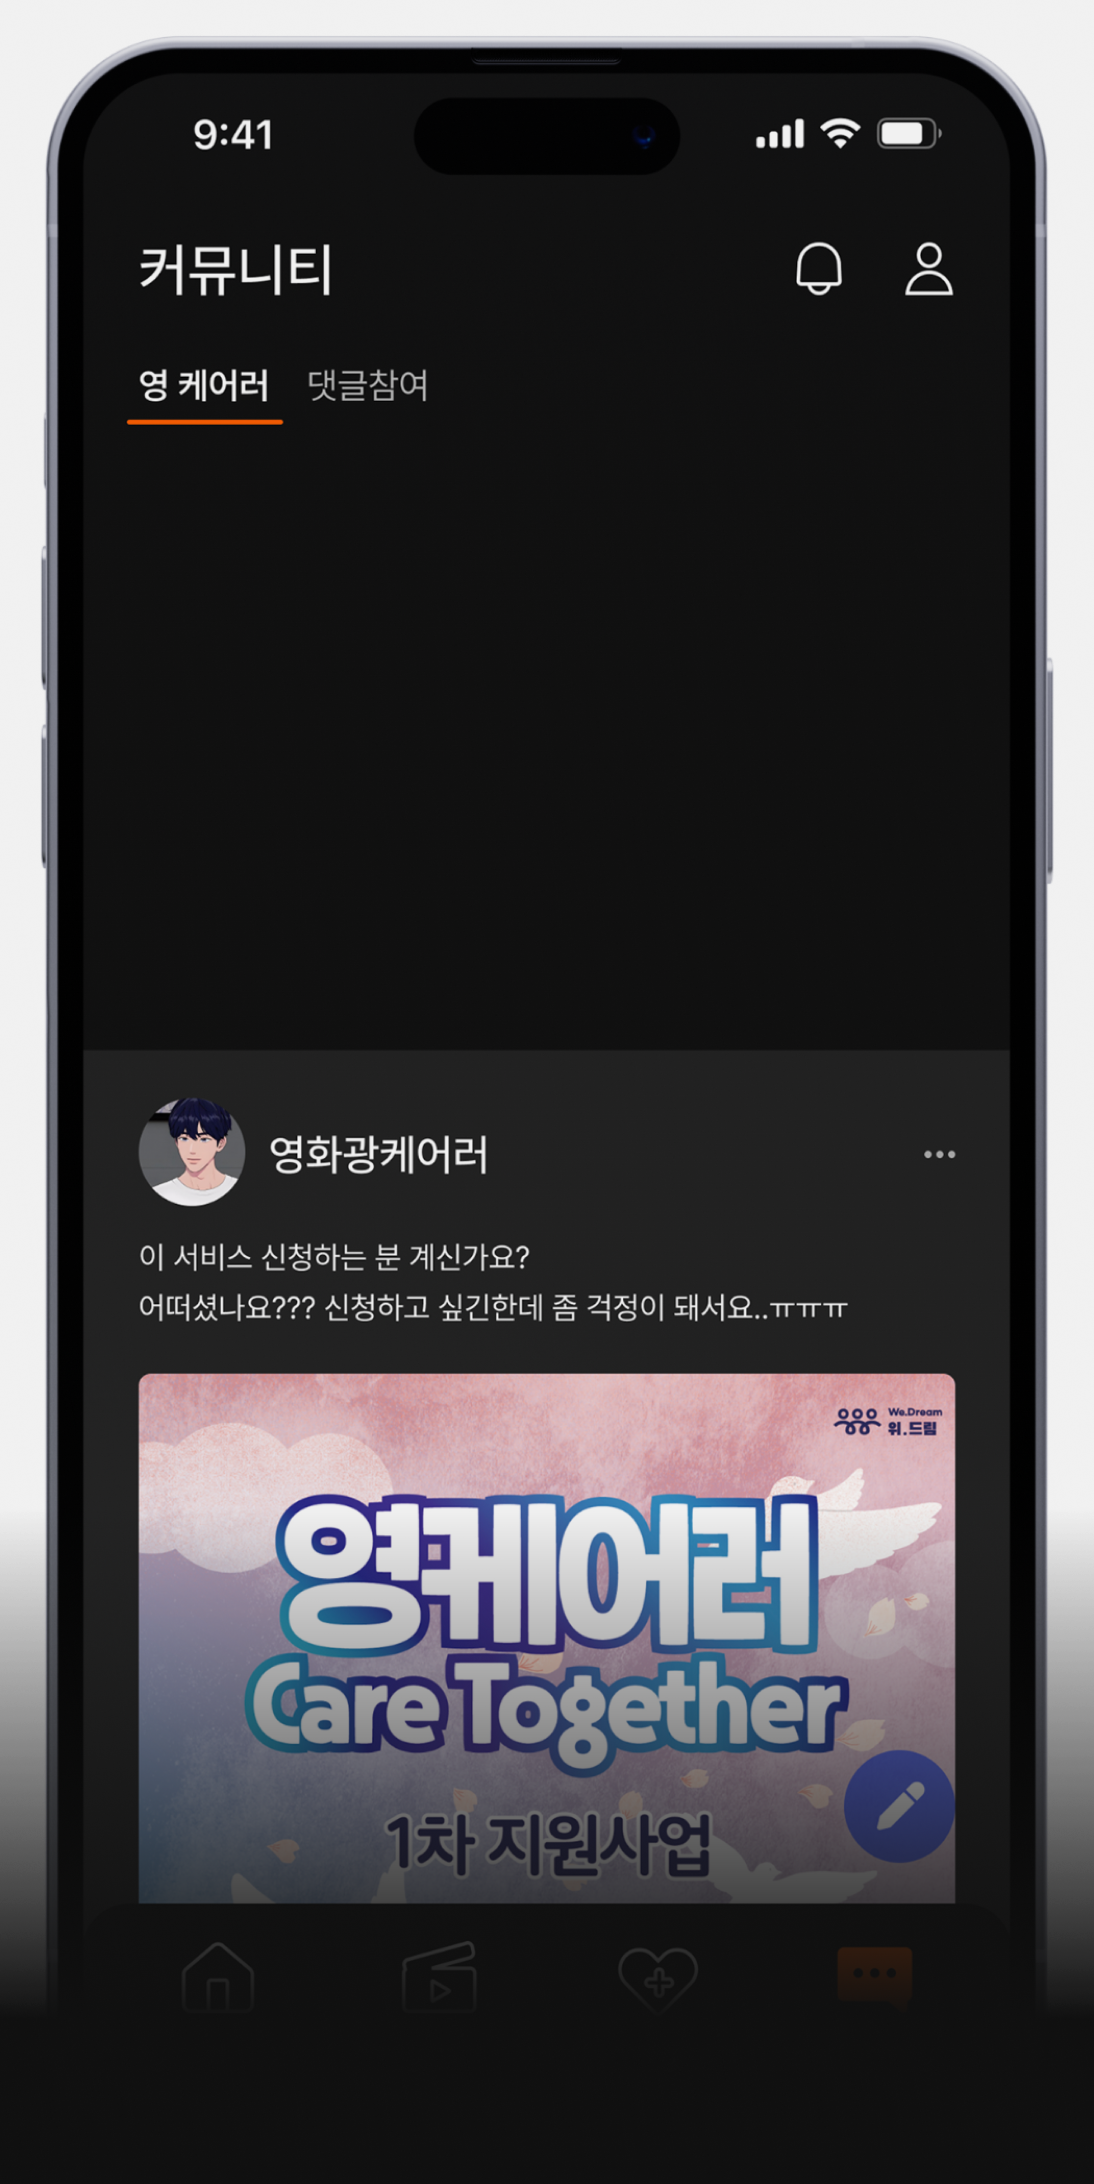 9:41
커뮤니티
영 케어러 댓글참여
영화광케어러
이 서비스 신청하는 분 계신가요?
어떠셨나요??? 신청하고 싶긴한데 좀 걱정이 돼서요..ㅠㅠㅠ
We.Dream
위.드림
영케어러
Care Together
1차 지원사업